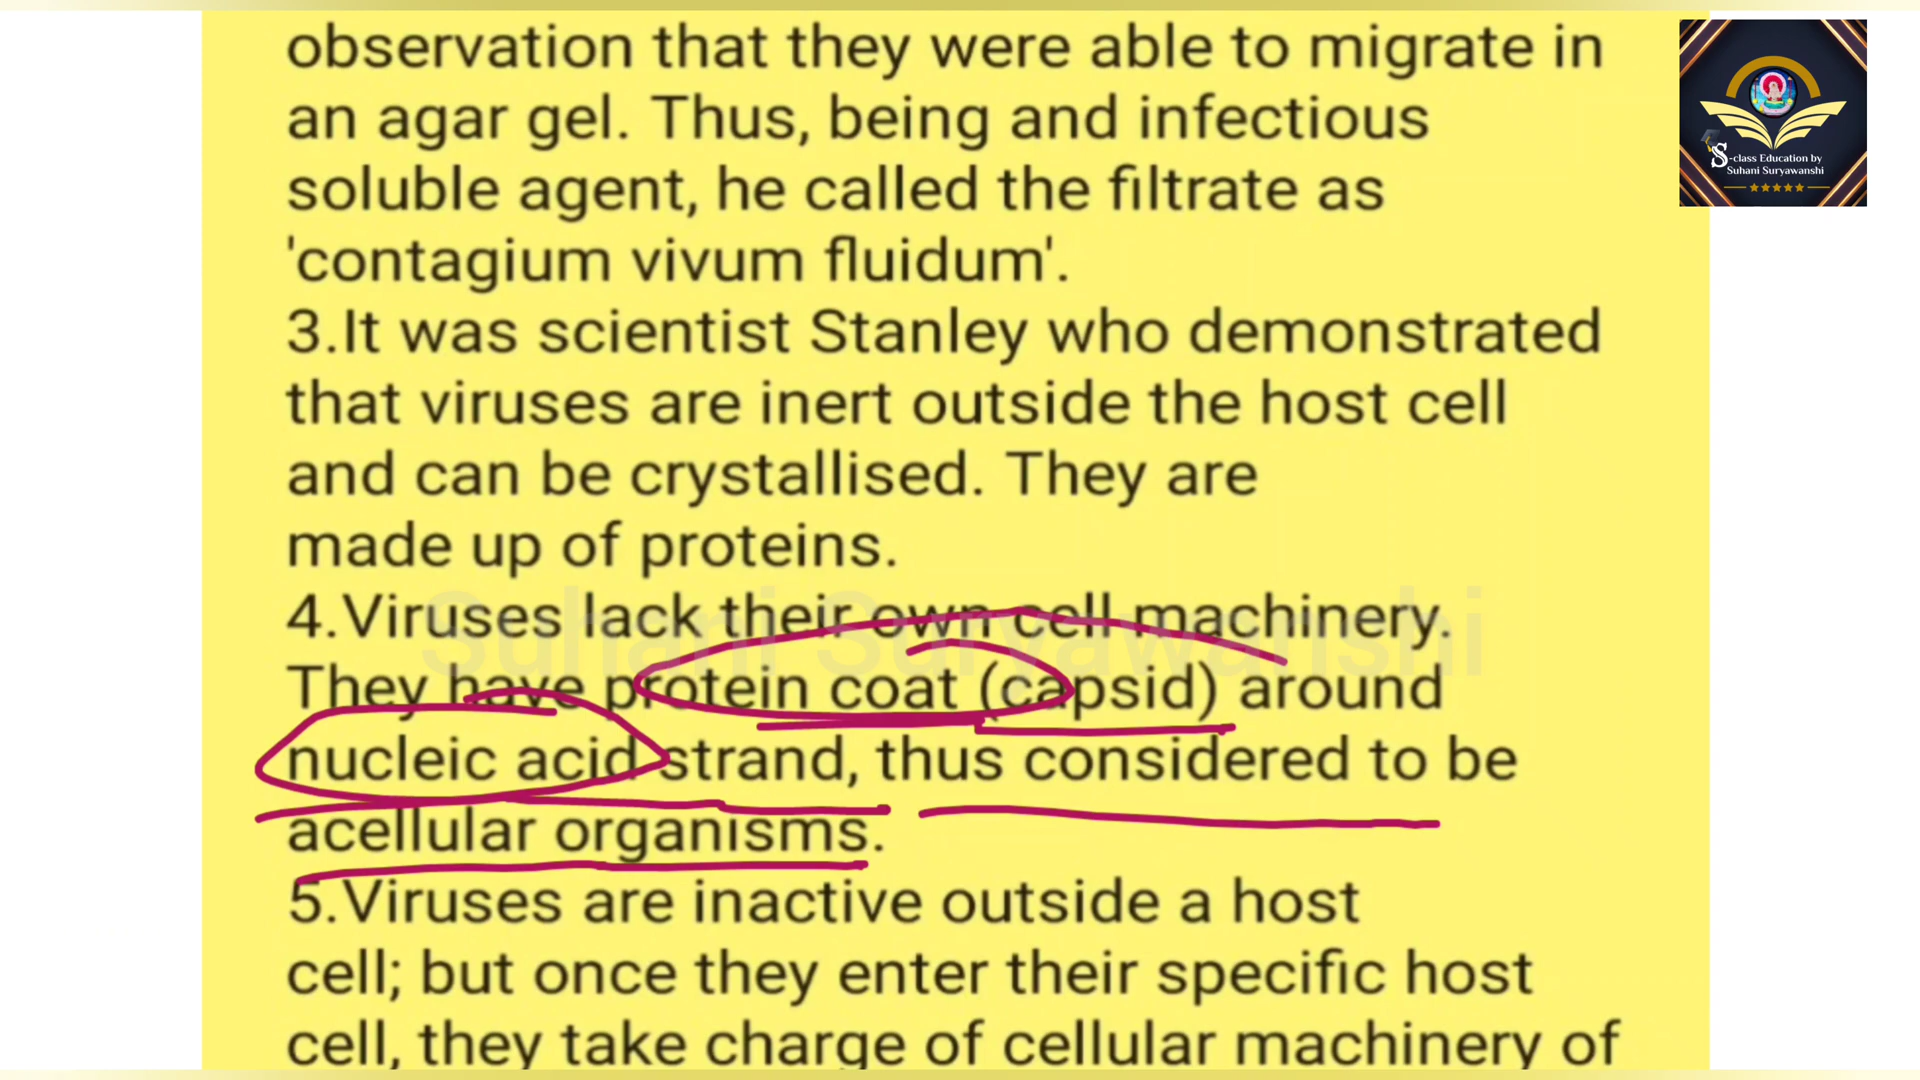 observation that they were able to migrate in
an agar gel. Thus, being and infectious
soluble agent, he called the filtrate as
'contagium vivum fluidum'.
3.It was scientist Stanley who demonstrated
that viruses are inert outside the host cell
and can be crystallised. They are
made up of proteins.
4.Viruses lack their own cell machinery.
They have protein coat (capsid) around
nucleic acid strand, thus considered to be
acellular organisms.
5.Viruses are inactive outside a host
cell; but once they enter their specific host
cell, they take charge of cellular machinery of
Suhani Suryawanshi
S-class Education by
Suhani Suryawanshi